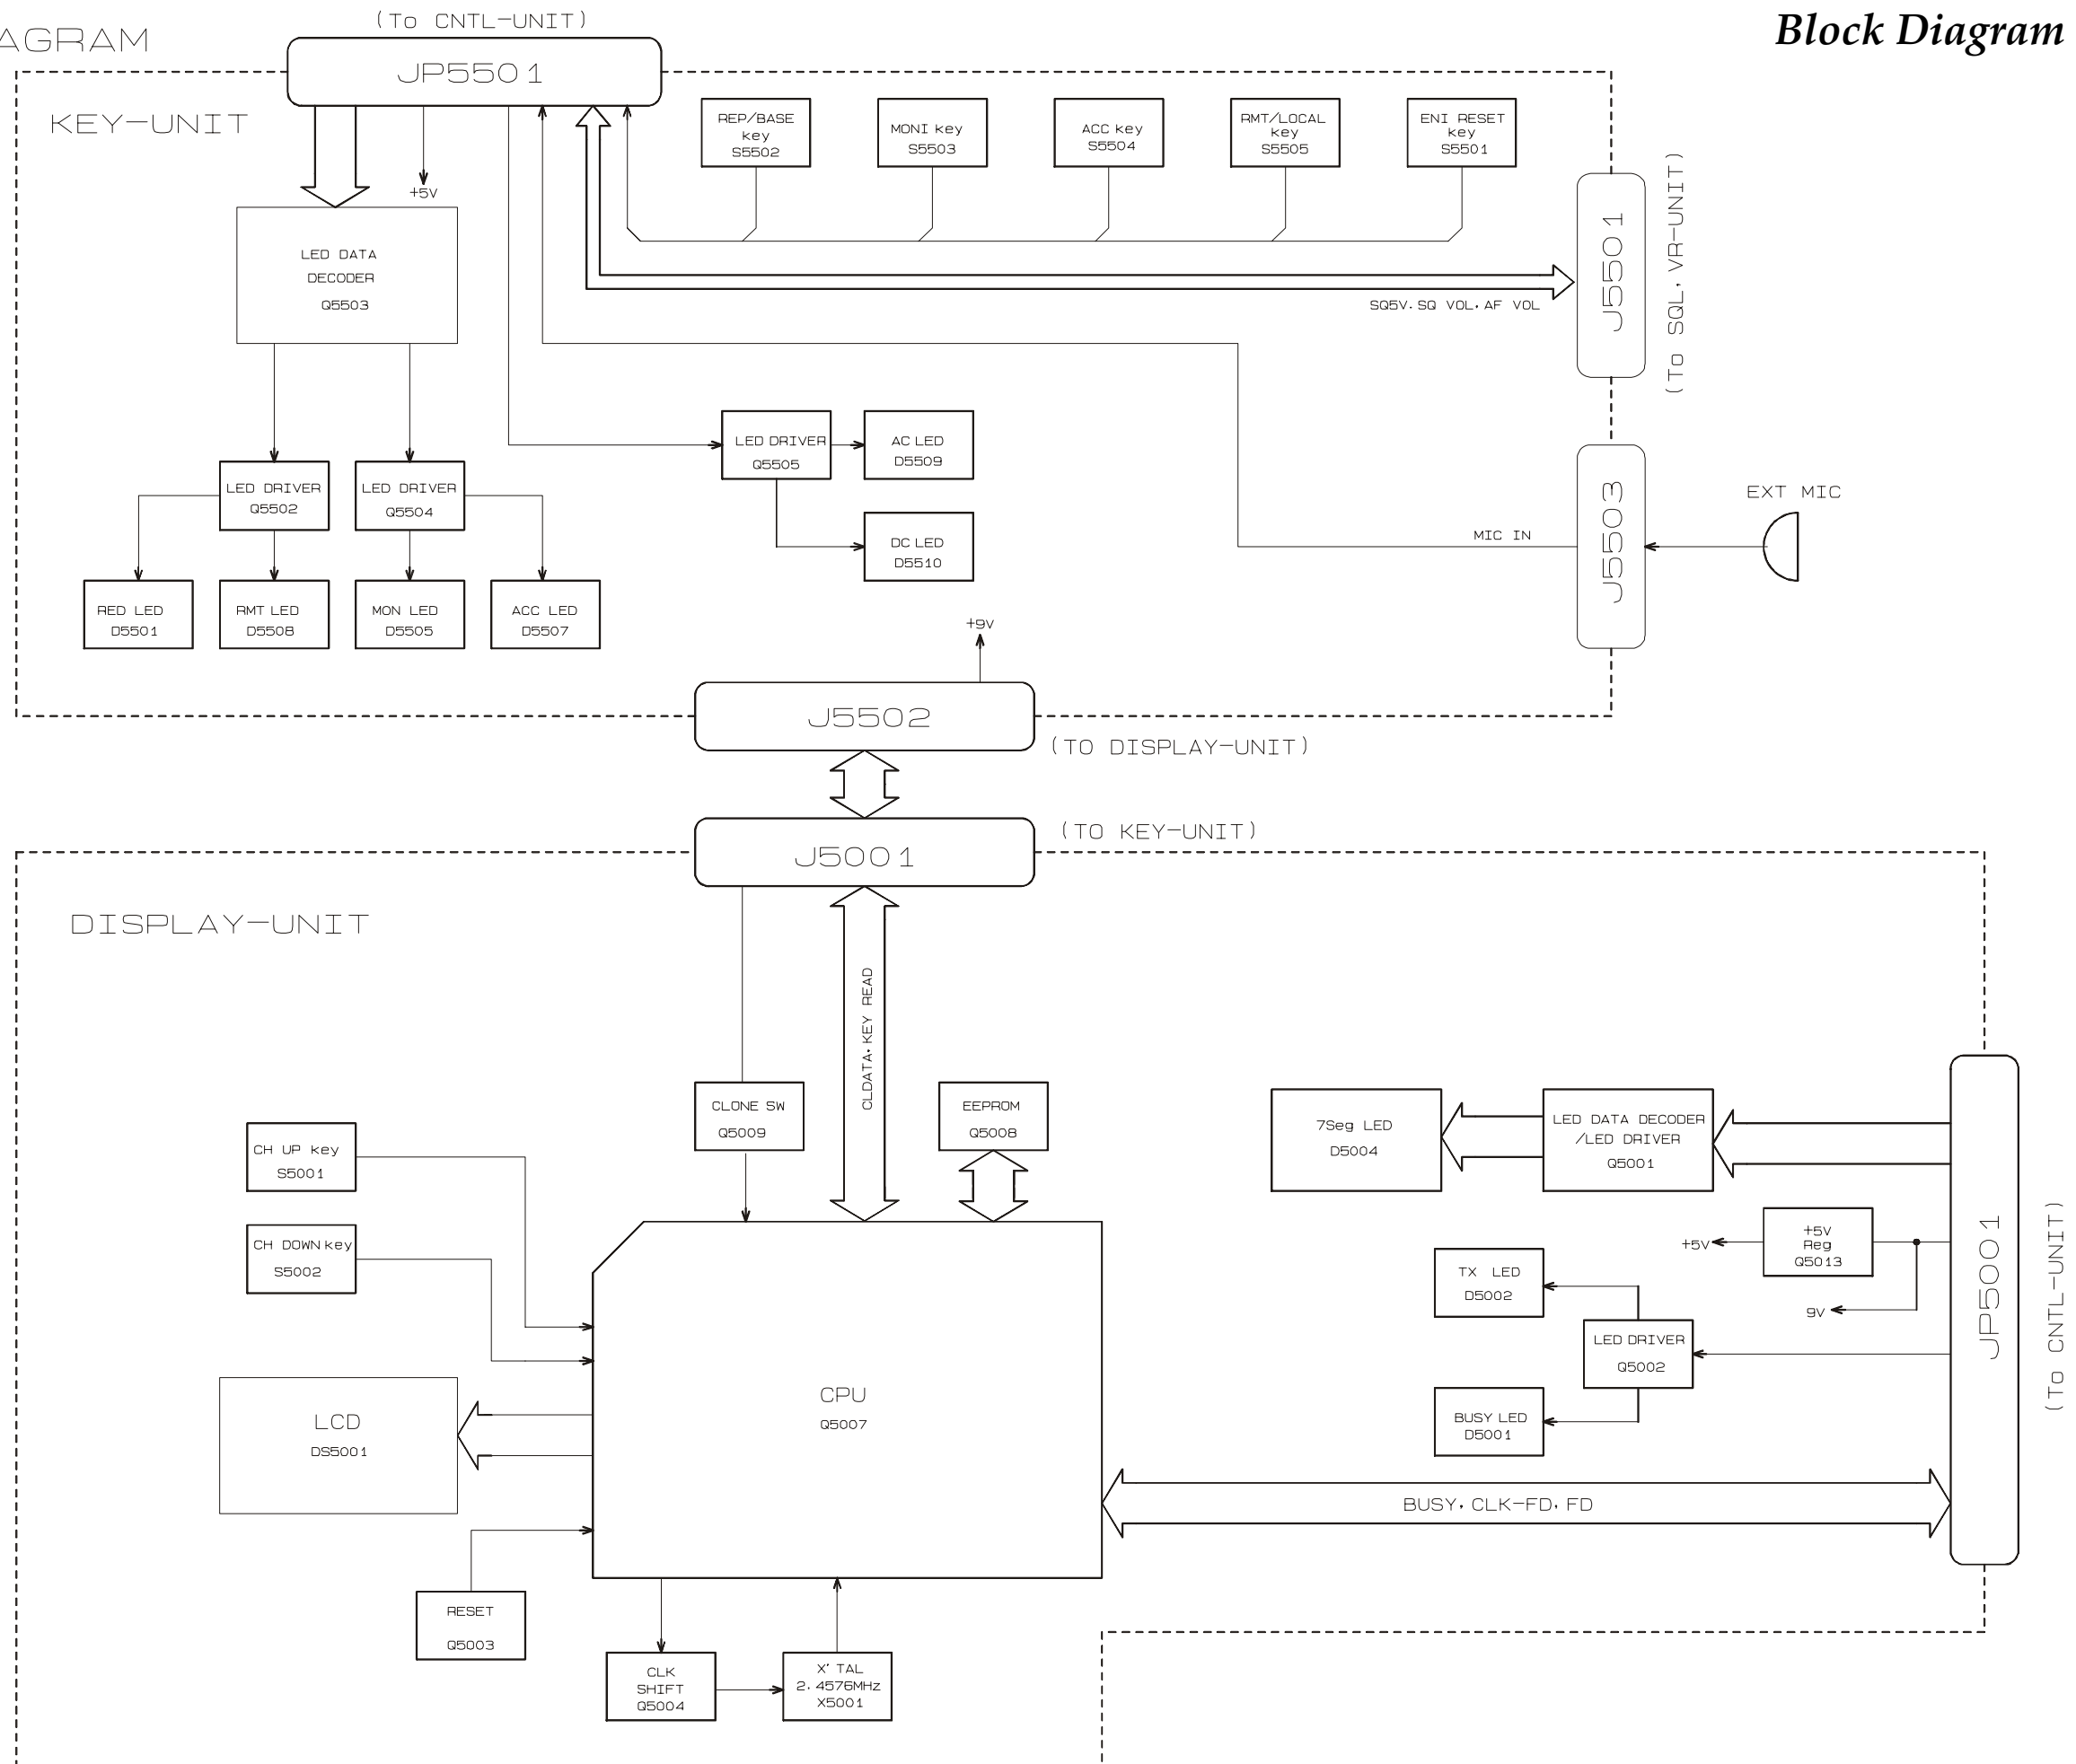 (To CNTL-UNIT)
Block Diagram
AGRAM
JP5501
KEY-UNIT
REP/BASE
key
S5502
MONI key
S5503
ACC key
S5504
RMT/LOCAL
key
S5505
ENI RESET
key
S5501
+5V
J5501
(To SQL, VR-UNIT)
LED DATA
DECODER
Q5503
SQ5V. SQ VOL, AF VOL
LED DRIVER
Q5505
AC LED
D5509
LED DRIVER
Q5502
LED DRIVER
Q5504
DC LED
D5510
MIC IN
J5503
EXT MIC
RED LED
D5501
RMT LED
D5508
MON LED
D5505
ACC LED
D5507
+9V
J5502
(TO DISPLAY-UNIT)
(TO KEY-UNIT)
J5001
DISPLAY-UNIT
CLDATA, KEY READ
CLONE SW
Q5009
EEPROM
Q5008
7Seg LED
D5004
LED DATA DECODER
/LED DRIVER
Q5001
CH UP key
S5001
CH DOWN key
S5002
+5V
+5V
Reg
Q5013
9V
TX LED
D5002
LED DRIVER
Q5002
BUSY LED
D5001
JP5001
(To CNTL-UNIT)
LCD
DS5001
CPU
Q5007
BUSY, CLK-FD, FD
RESET
Q5003
CLK
SHIFT
Q5004
X' TAL
2.4576MHz
X5001